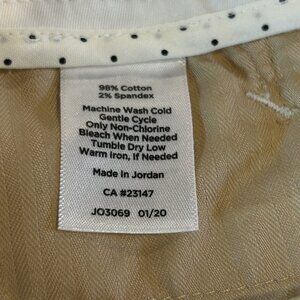 98% Cotton
2% Spandex
Machine Wash Cold
Gentle Cycle
Only Non-Chlorine
Bleach When Needed
Tumble Dry Low
Warm iron, If Needed
Made in Jordan
CA #23147
JO3069 01/20